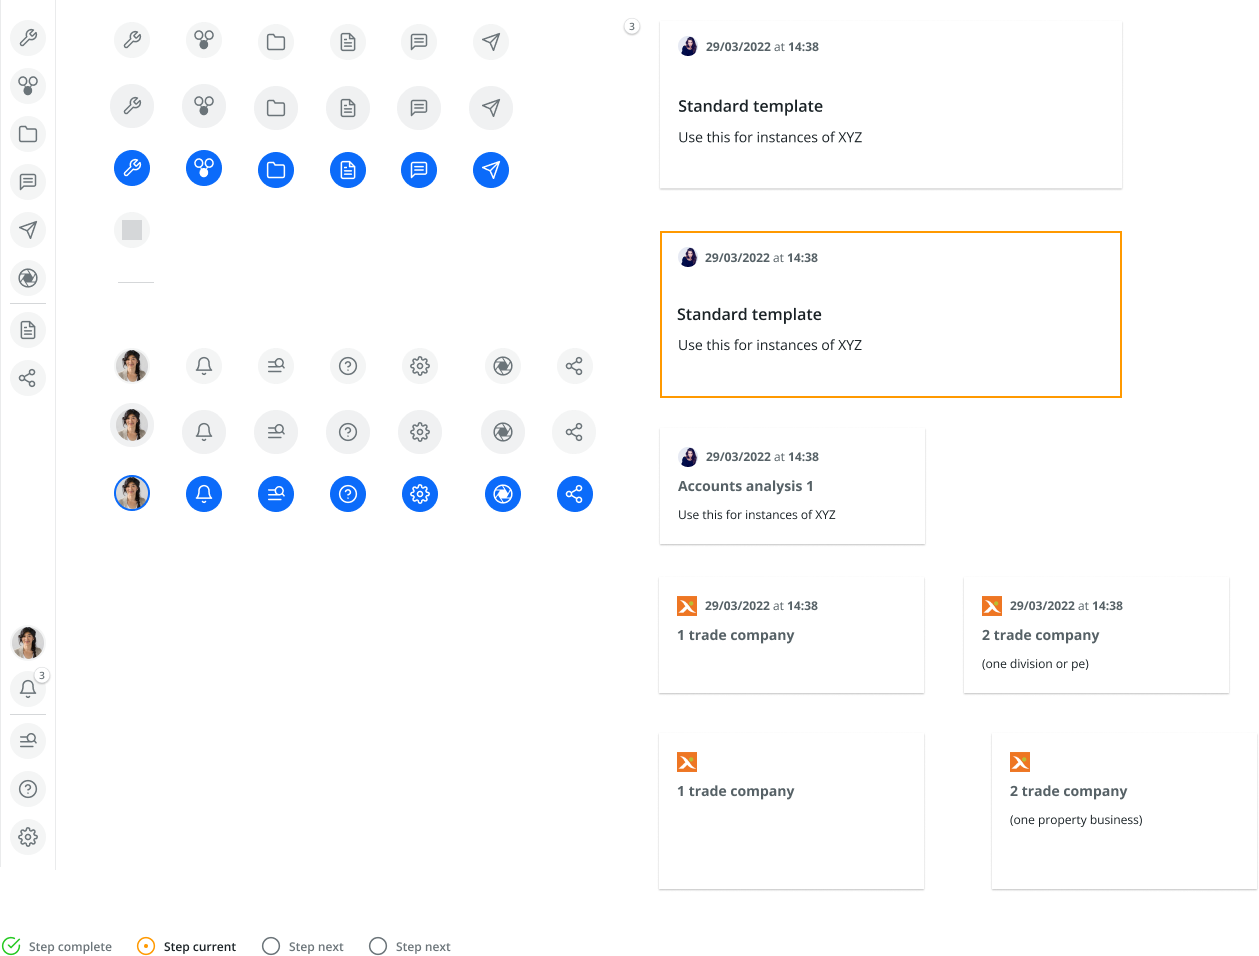 3
29/03/2022 at 14:38
Standard template
Use this for instances of XYZ
29/03/2022 at 14:38
Standard template
Use this for instances of XYZ
29/03/2022 at 14:38
Accounts analysis 1
Use this for instances of XYZ
29/03/2022 at 14:38
1 trade company
29/03/2022 at 14:38
2 trade company
(one division or pe)
3
1 trade company
2 trade company
(one property business)
Step complete
Step current
Step next
Step next